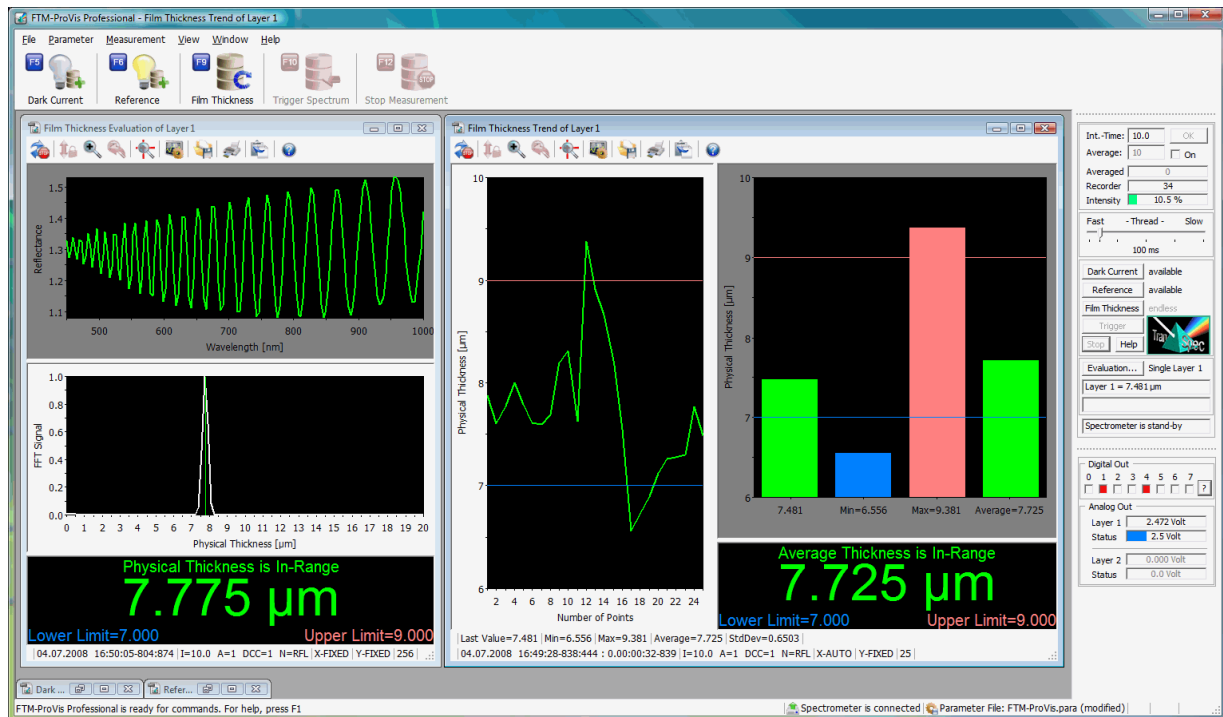 FTM-ProVis Professional - Film Thickness Trend of Layer 1
File Parameter Measurement View Window Help
F5 F6 F9 F10 F12
STOP
Dark Current Reference Film Thickness Trigger Spectrum Stop Measurement
Film Thickness Evaluation of Layer 1
Reflectance
1.5
1.4
1.3
1.2
1.1
500 600 700 800 900 1000
Wavelength [nm]
FFT Signal
1.0
0.8
0.6
0.4
0.2
0.0
0 1 2 3 4 5 6 7 8 9 10 11 12 13 14 15 16 17 18 19 20
Physical Thickness [µm]
Physical Thickness is In-Range
7.775 µm
Lower Limit=7.000 Upper Limit=9.000
04.07.2008 16:50:05-804:874 I=10.0 A=1 DCC=1 N=RFL X-FIXED Y-FIXED 256
Film Thickness Trend of Layer 1
Physical Thickness [µm]
10
9
8
7
6
2 4 6 8 10 12 14 16 18 20 22 24
Number of Points
Physical Thickness [µm]
10
9
8
7
6
7.481 Min=6.556 Max=9.381 Average=7.725
Average Thickness is In-Range
7.725 µm
Lower Limit=7.000 Upper Limit=9.000
Last Value=7.481 Min=6.556 Max=9.381 Average=7.725 StdDev=0.6503
04.07.2008 16:49:28-838:444 : 0.00:00:32-839 I=10.0 A=1 DCC=1 N=RFL X-AUTO Y-FIXED 25
Int.-Time: 10.0 OK
Average: 10 On
Averaged 0
Recorder 34
Intensity 10.5 %
Fast - Thread - Slow
100 ms
Dark Current available
Reference available
Film Thickness endless
Trigger
Stop Help
Evaluation... Single Layer 1
Layer 1 = 7.481 µm
Spectrometer is stand-by
Digital Out
0 1 2 3 4 5 6 7
?
Analog Out
Layer 1 2.472 Volt
Status 2.5 Volt
Layer 2 0.000 Volt
Status 0.0 Volt
Dark ... Refer...
FTM-ProVis Professional is ready for commands. For help, press F1
Spectrometer is connected Parameter File: FTM-ProVis.para (modified)